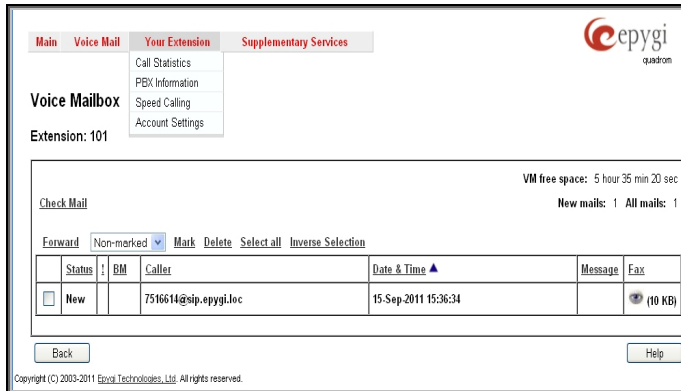 Main Voice Mail Your Extension Supplementary Services
epygi
quadrom
Call Statistics
PBX Information
Speed Calling
Account Settings
Voice Mailbox
Extension: 101
VM free space: 5 hour 35 min 20 sec
Check Mail
New mails: 1 All mails: 1
Forward Non-marked Mark Delete Select all Inverse Selection
Status ! BM Caller Date & Time Message Fax
New 7516614@sip.epygi.loc 15-Sep-2011 15:36:34 (10 KB)
Back Help
Copyright (C) 2003-2011 Epygi Technologies, Ltd. All rights reserved.